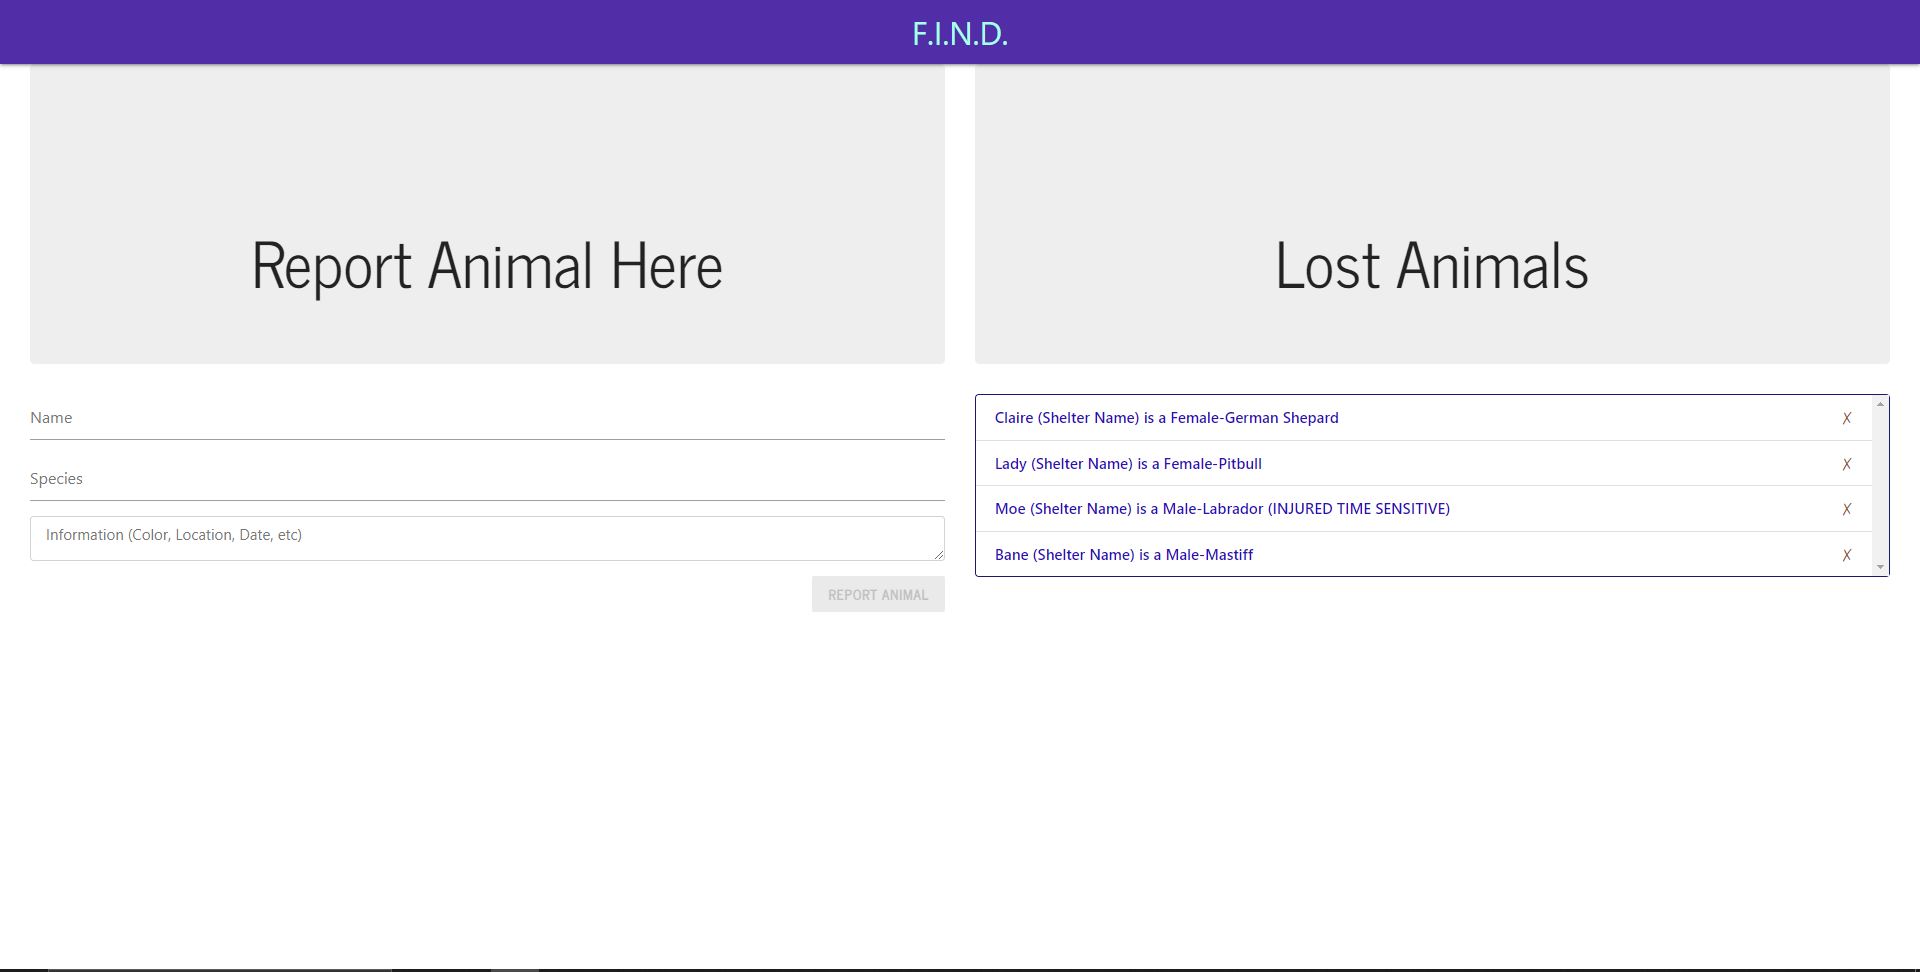 F.I.N.D.
Report Animal Here
Name
Species
Information (Color, Location, Date, etc)
REPORT ANIMAL
Lost Animals
Claire (Shelter Name) is a Female-German Shepard ✗
Lady (Shelter Name) is a Female-Pitbull ✗
Moe (Shelter Name) is a Male-Labrador (INJURED TIME SENSITIVE) ✗
Bane (Shelter Name) is a Male-Mastiff ✗